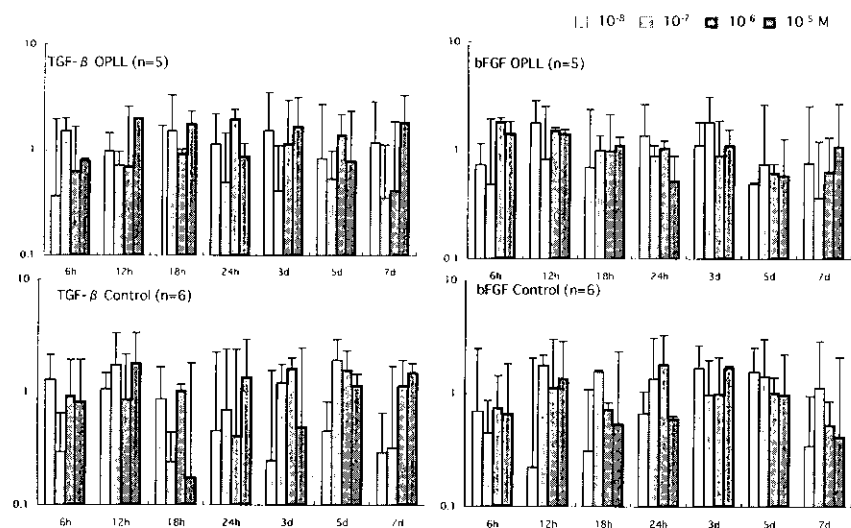 10⁻⁸ 10⁻⁷ 10⁻⁶ 10⁻⁵ M
10
TGF-β OPLL (n=5)
1
0.1
6h 12h 18h 24h 3d 5d 7d
10
bFGF OPLL (n=5)
1
0.1
6h 12h 18h 24h 3d 5d 7d
10
TGF-β Control (n=6)
1
0.1
6h 12h 18h 24h 3d 5d 7d
10
bFGF Control (n=6)
1
0.1
6h 12h 18h 24h 3d 5d 7d